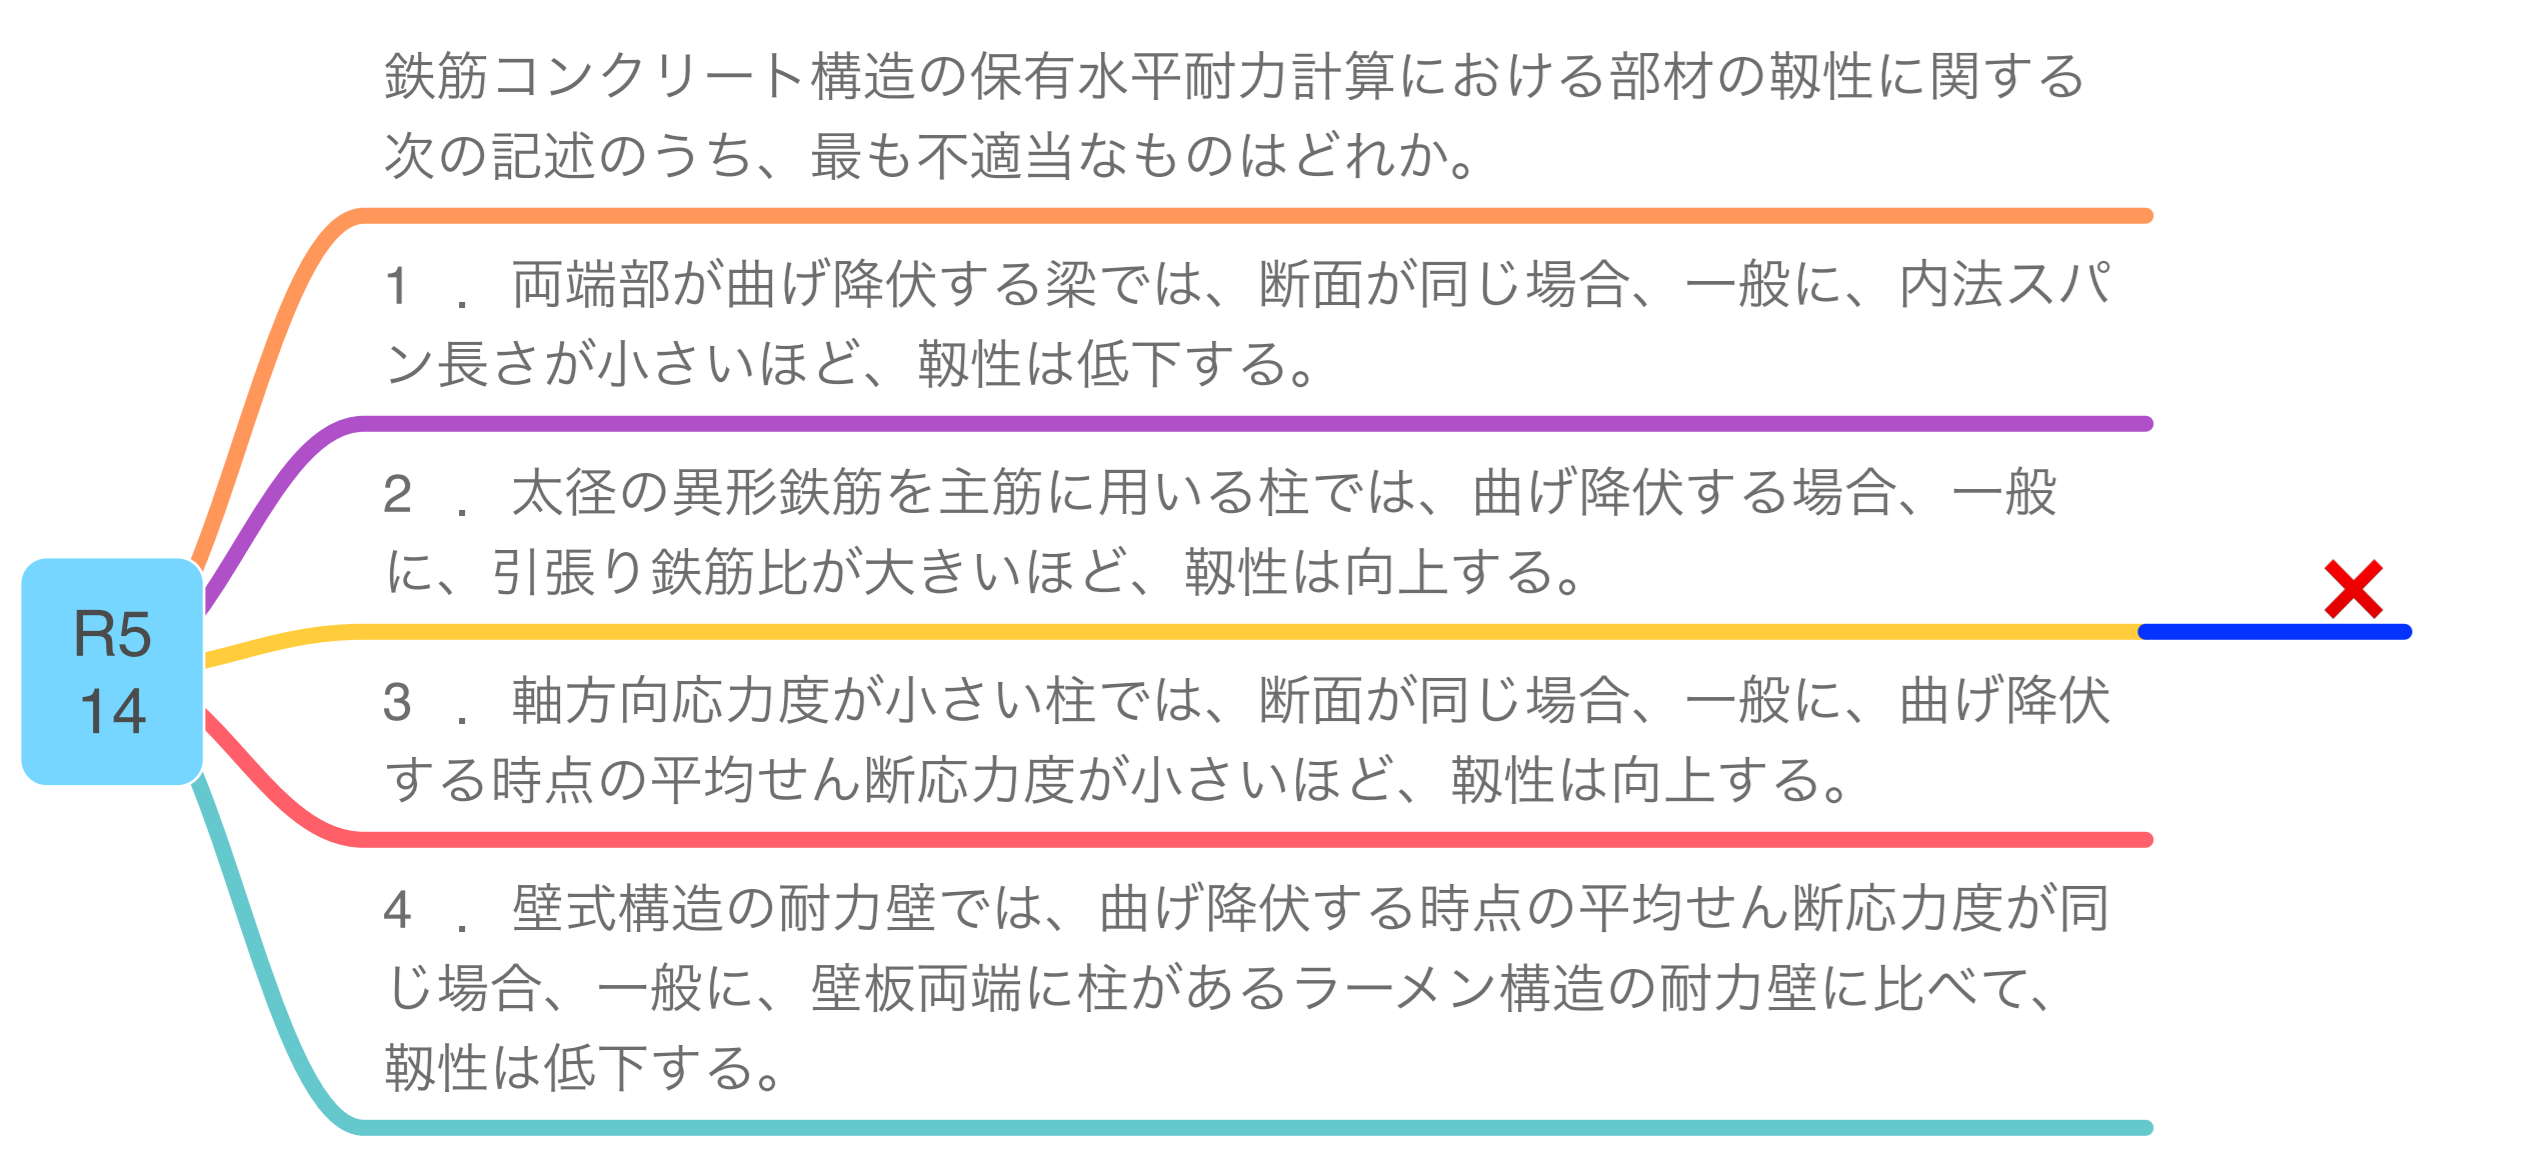 鉄筋コンクリート構造の保有水平耐力計算における部材の靱性に関する
次の記述のうち、最も不適当なものはどれか。
1 ．両端部が曲げ降伏する梁では、断面が同じ場合、一般に、内法スパ
ン長さが小さいほど、靱性は低下する。
2 ．太径の異形鉄筋を主筋に用いる柱では、曲げ降伏する場合、一般
に、引張り鉄筋比が大きいほど、靱性は向上する。
R5
14
3 ．軸方向応力度が小さい柱では、断面が同じ場合、一般に、曲げ降伏
する時点の平均せん断応力度が小さいほど、靱性は向上する。
4 ．壁式構造の耐力壁では、曲げ降伏する時点の平均せん断応力度が同
じ場合、一般に、壁板両端に柱があるラーメン構造の耐力壁に比べて、
靱性は低下する。